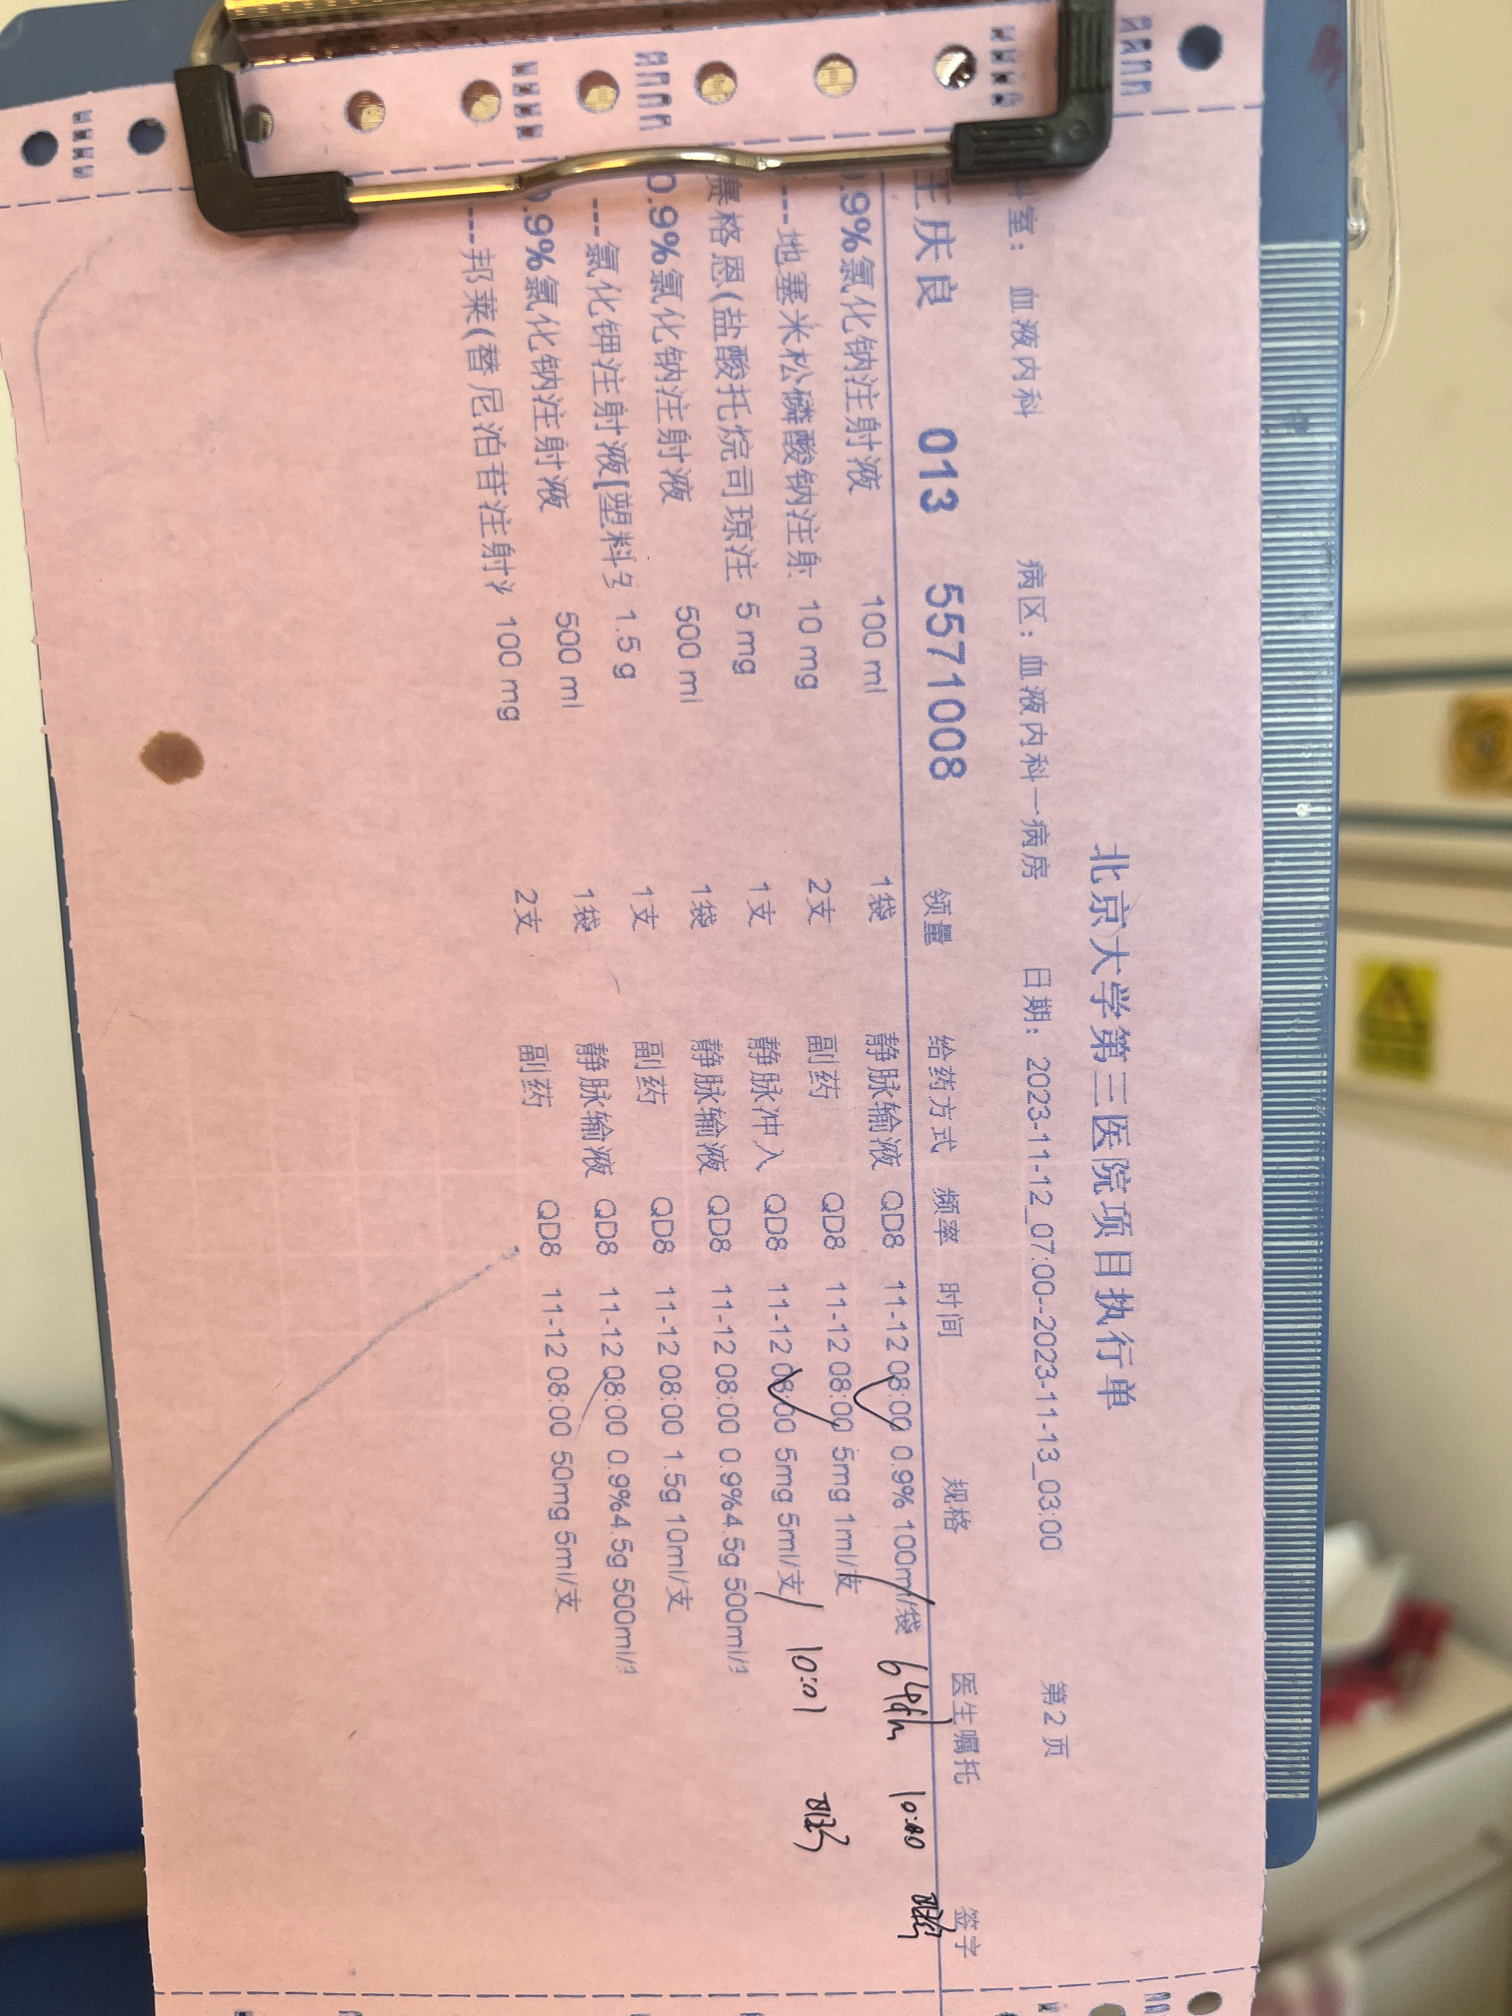 北京大学第三医院项目执行单
室： 血液内科 病区：血液内科一病房 日期：2023-11-12_07:00--2023-11-13_03:00 第2页
王庆良 013 5571008 领量 给药方式 频率 时间 规格 医生嘱托 签字
0.9%氯化钠注射液 100 ml 1袋 静脉输液 QD8 11-12 08:00 0.9% 100ml/袋 10:00
---地塞米松磷酸钠注射 10 mg 2支 副药 QD8 11-12 08:00 5mg 1ml/支
赛格恩(盐酸托烷司琼注 5 mg 1支 静脉冲入 QD8 11-12 08:00 5mg 5ml/支 10:01
0.9%氯化钠注射液 500 ml 1袋 静脉输液 QD8 11-12 08:00 0.9%4.5g 500ml/
---氯化钾注射液[塑料 1.5 g 1支 副药 QD8 11-12 08:00 1.5g 10ml/支
0.9%氯化钠注射液 500 ml 1袋 静脉输液 QD8 11-12 08:00 0.9%4.5g 500ml/
---邦莱(替尼泊苷注射 100 mg 2支 副药 QD8 11-12 08:00 50mg 5ml/支